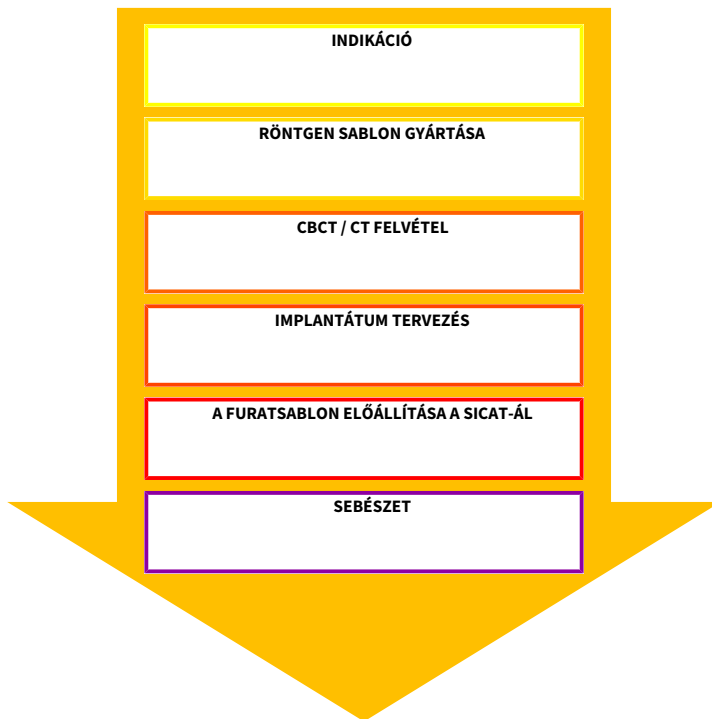 INDIKÁCIÓ
RÖNTGEN SABLON GYÁRTÁSA
CBCT / CT FELVÉTEL
IMPLANTÁTUM TERVEZÉS
A FURATSABLON ELŐÁLLÍTÁSA A SICAT-ÁL
SEBÉSZET